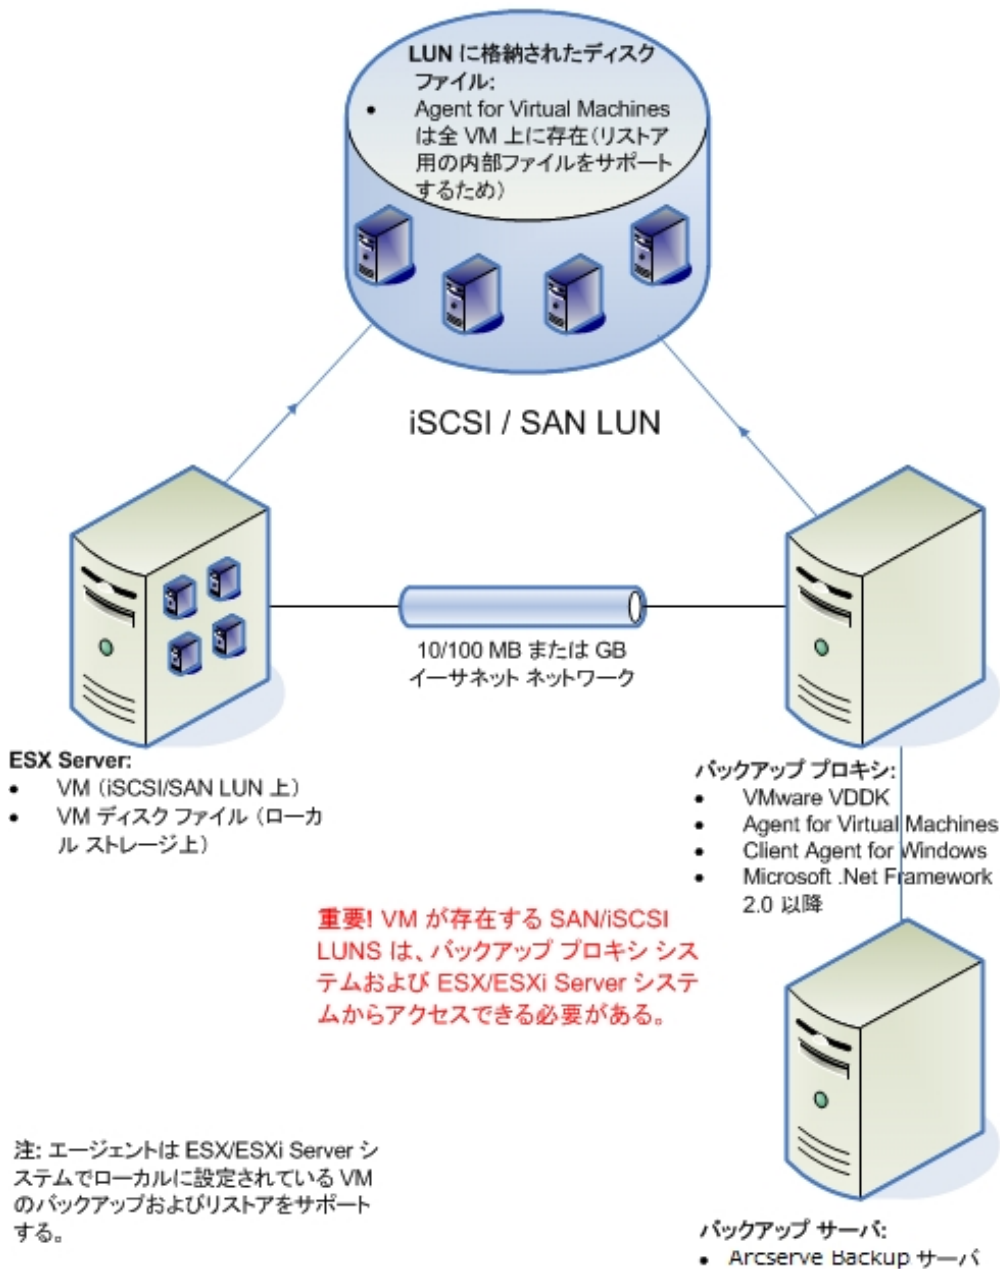 LUN に格納されたディスク
ファイル:
• Agent for Virtual Machines
は全 VM 上に存在(リストア
用の内部ファイルをサポート
するため)
iSCSI / SAN LUN
10/100 MB または GB
イーサネット ネットワーク
ESX Server:
• VM (iSCSI/SAN LUN 上)
• VM ディスク ファイル (ローカ
ル ストレージ上)
バックアップ プロキシ:
• VMware VDDK
• Agent for Virtual Machines
• Client Agent for Windows
• Microsoft .Net Framework
2.0 以降
重要! VM が存在する SAN/iSCSI
LUNS は、バックアップ プロキシ シス
テムおよび ESX/ESXi Server システ
ムからアクセスできる必要がある。
注: エージェントは ESX/ESXi Server シ
ステムでローカルに設定されている VM
のバックアップおよびリストアをサポート
する。
バックアップ サーバ:
• Arcserve Backup サーバ